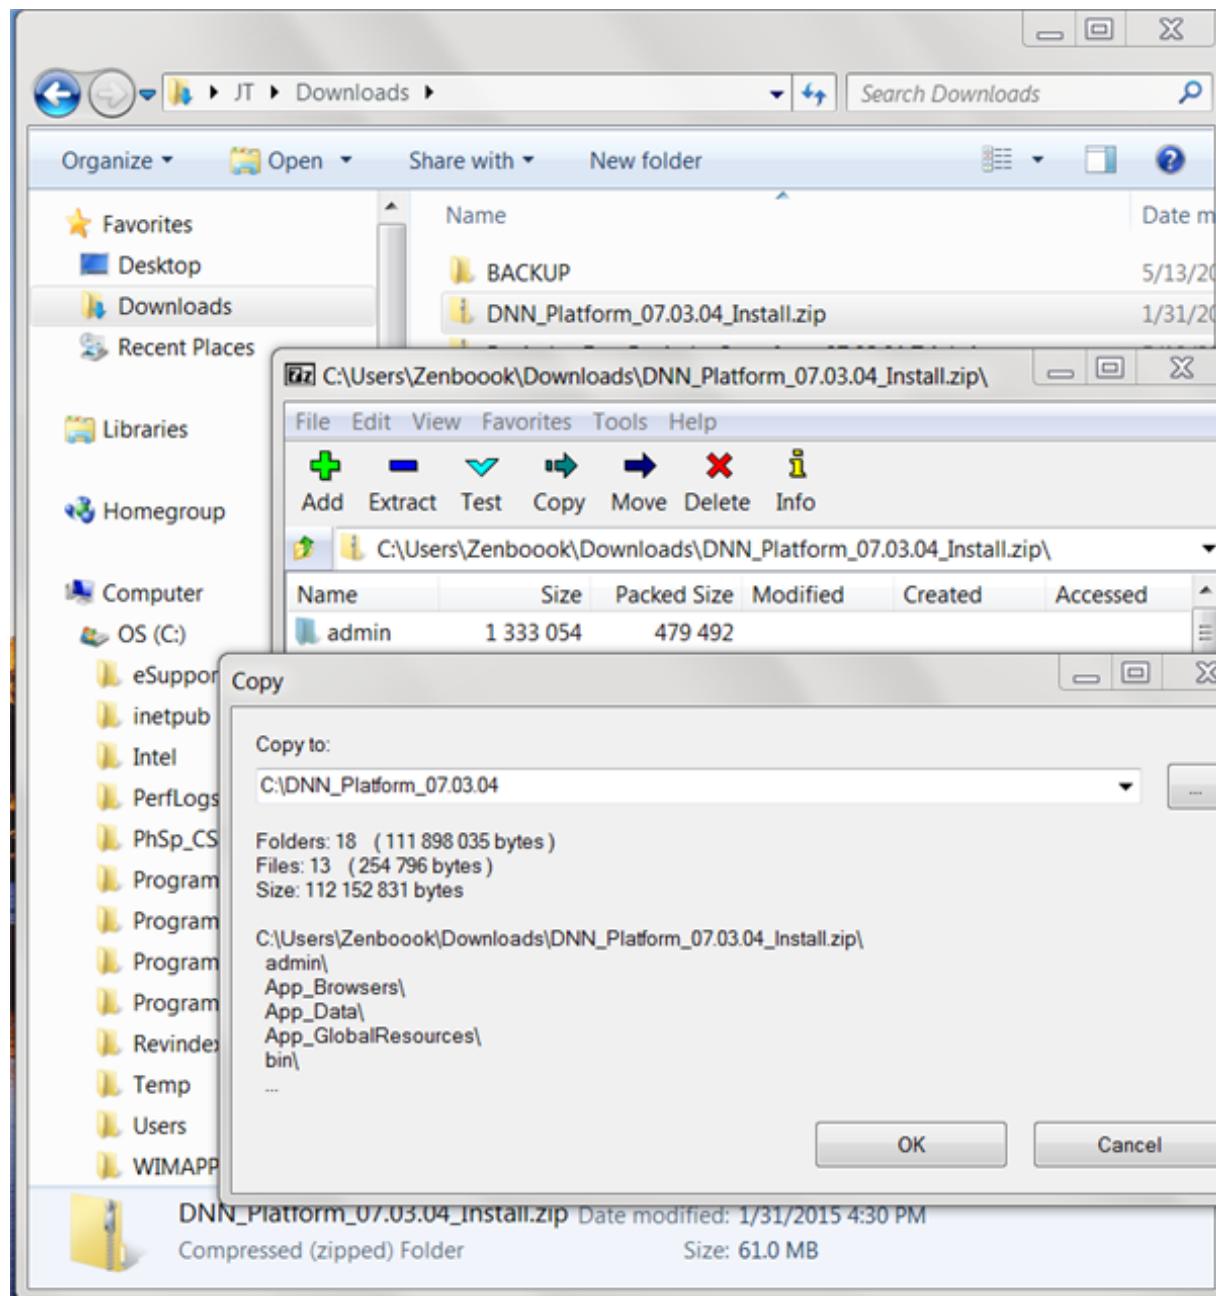 JT Downloads
Search Downloads
Organize Open Share with New folder
Name Date m
Favorites
Desktop
Downloads
Recent Places
Libraries
Homegroup
Computer
OS (C:)
eSuppor
inetpub
Intel
PerfLogs
PhSp_CS
Program
Program
Program
Program
Revinde
Temp
Users
WIMAPP
BACKUP 5/13/20
DNN_Platform_07.03.04_Install.zip 1/31/20
C:\Users\Zenboook\Downloads\DNN_Platform_07.03.04_Install.zip\
File Edit View Favorites Tools Help
Add Extract Test Copy Move Delete Info
C:\Users\Zenboook\Downloads\DNN_Platform_07.03.04_Install.zip\
Name Size Packed Size Modified Created Accessed
admin 1 333 054 479 492
Copy
Copy to:
C:\DNN_Platform_07.03.04
...
Folders: 18 ( 111 898 035 bytes )
Files: 13 ( 254 796 bytes )
Size: 112 152 831 bytes
C:\Users\Zenboook\Downloads\DNN_Platform_07.03.04_Install.zip\
admin\
App_Browsers\
App_Data\
App_GlobalResources\
bin\
...
OK Cancel
DNN_Platform_07.03.04_Install.zip Date modified: 1/31/2015 4:30 PM
Compressed (zipped) Folder Size: 61.0 MB